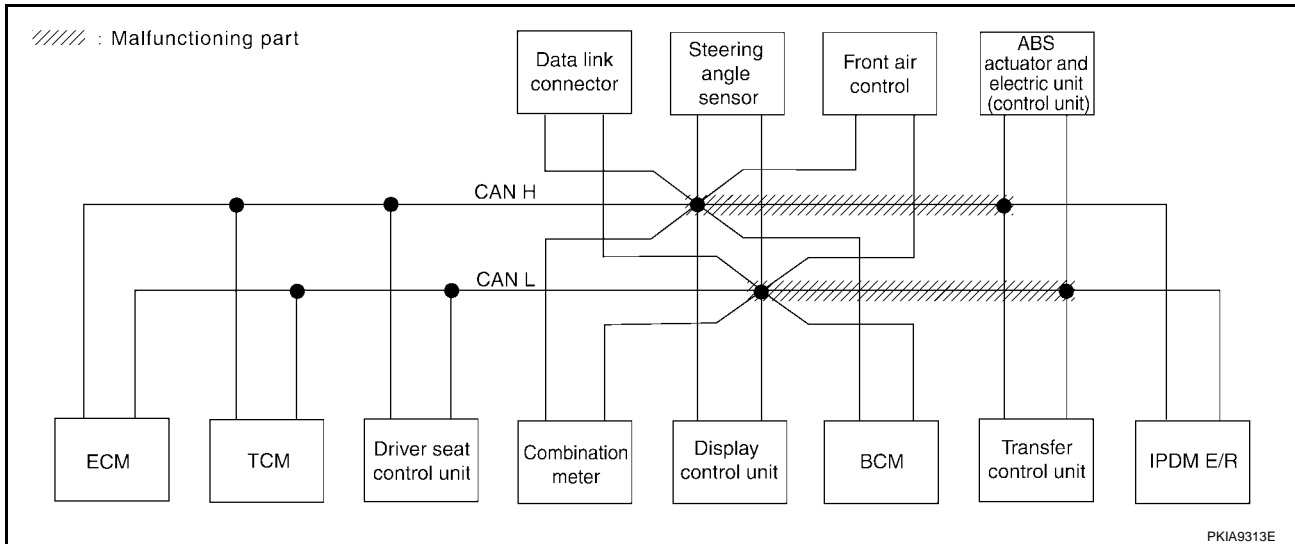 : Malfunctioning part
Data link
connector
Steering
angle
sensor
Front air
control
ABS
actuator and
electric unit
(control unit)
CAN H
CAN L
ECM
TCM
Driver seat
control unit
Combination
meter
Display
control unit
BCM
Transfer
control unit
IPDM E/R
PKIA9313E